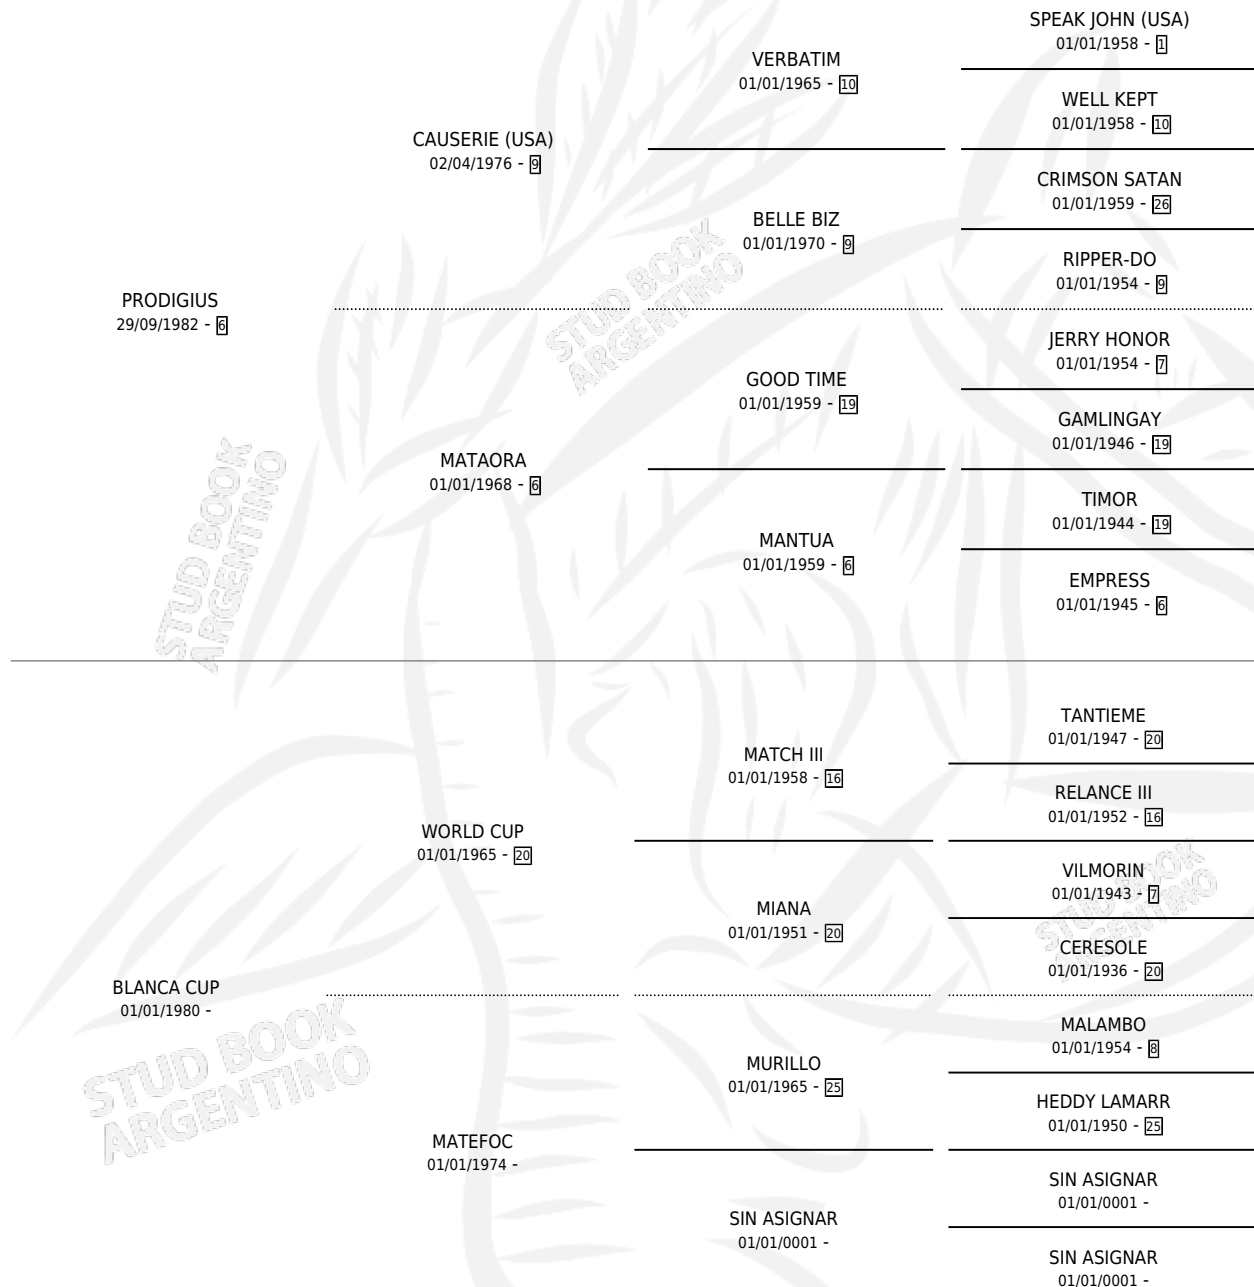 SPEAK JOHN (USA)
01/01/1958 - 1
VERBATIM
01/01/1965 - 10
WELL KEPT
01/01/1958 - 10
CAUSERIE (USA)
02/04/1976 - 9
CRIMSON SATAN
01/01/1959 - 26
BELLE BIZ
01/01/1970 - 9
RIPPER-DO
01/01/1954 - 9
PRODIGIUS
29/09/1982 - 6
JERRY HONOR
01/01/1954 - 7
GOOD TIME
01/01/1959 - 19
GAMLINGAY
01/01/1946 - 19
MATAORA
01/01/1968 - 6
TIMOR
01/01/1944 - 19
MANTUA
01/01/1959 - 6
EMPRESS
01/01/1945 - 6
TANTIEME
01/01/1947 - 20
MATCH III
01/01/1958 - 16
RELANCE III
01/01/1952 - 16
WORLD CUP
01/01/1965 - 20
VILMORIN
01/01/1943 - 7
MIANA
01/01/1951 - 20
CERESOLE
01/01/1936 - 20
BLANCA CUP
01/01/1980 -
MALAMBO
01/01/1954 - 8
MURILLO
01/01/1965 - 25
HEDDY LAMARR
01/01/1950 - 25
MATEFOC
01/01/1974 -
SIN ASIGNAR
01/01/0001 -
SIN ASIGNAR
01/01/0001 -
SIN ASIGNAR
01/01/0001 -
STUD BOOK
ARGENTINO
STUD BOOK
ARGENTINO
STUD BOOK
ARGENTINO
STUD BOOK
ARGENTINO